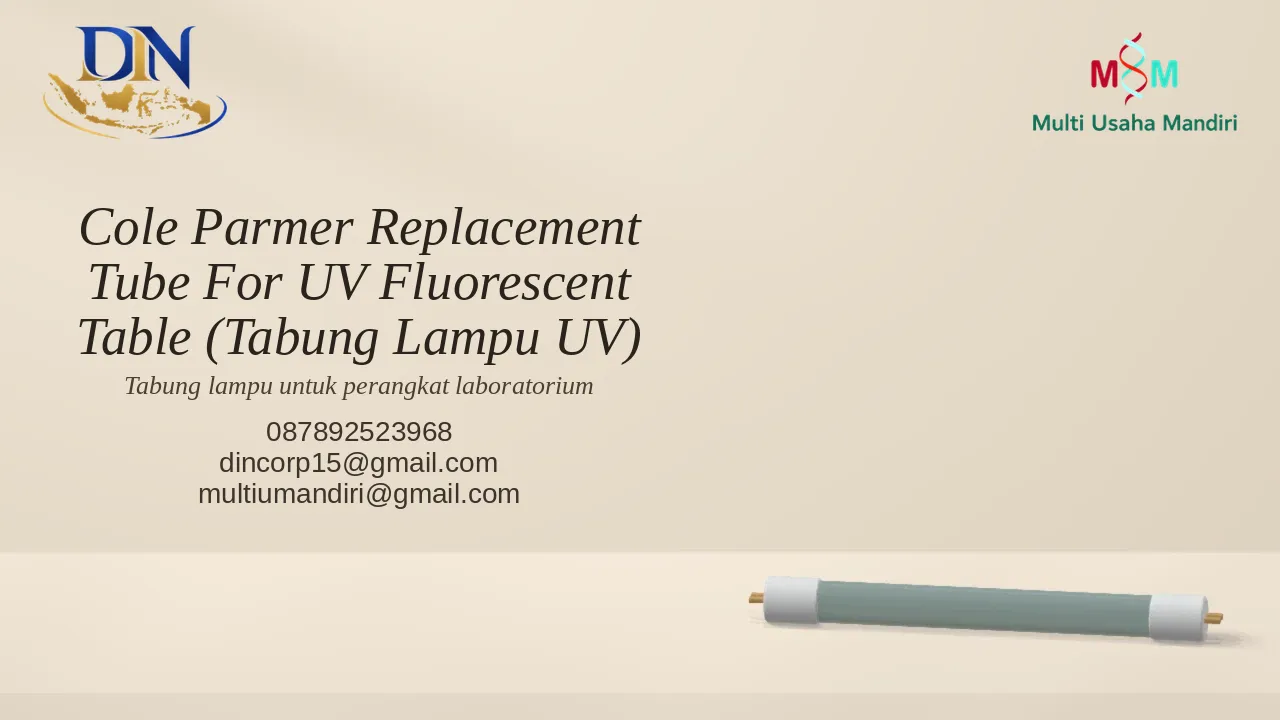 DIN
MSM
Multi Usaha Mandiri
Cole Parmer Replacement
Tube For UV Fluorescent
Table (Tabung Lampu UV)
Tabung lampu untuk perangkat laboratorium
087892523968
dincorp15@gmail.com
multiumandiri@gmail.com